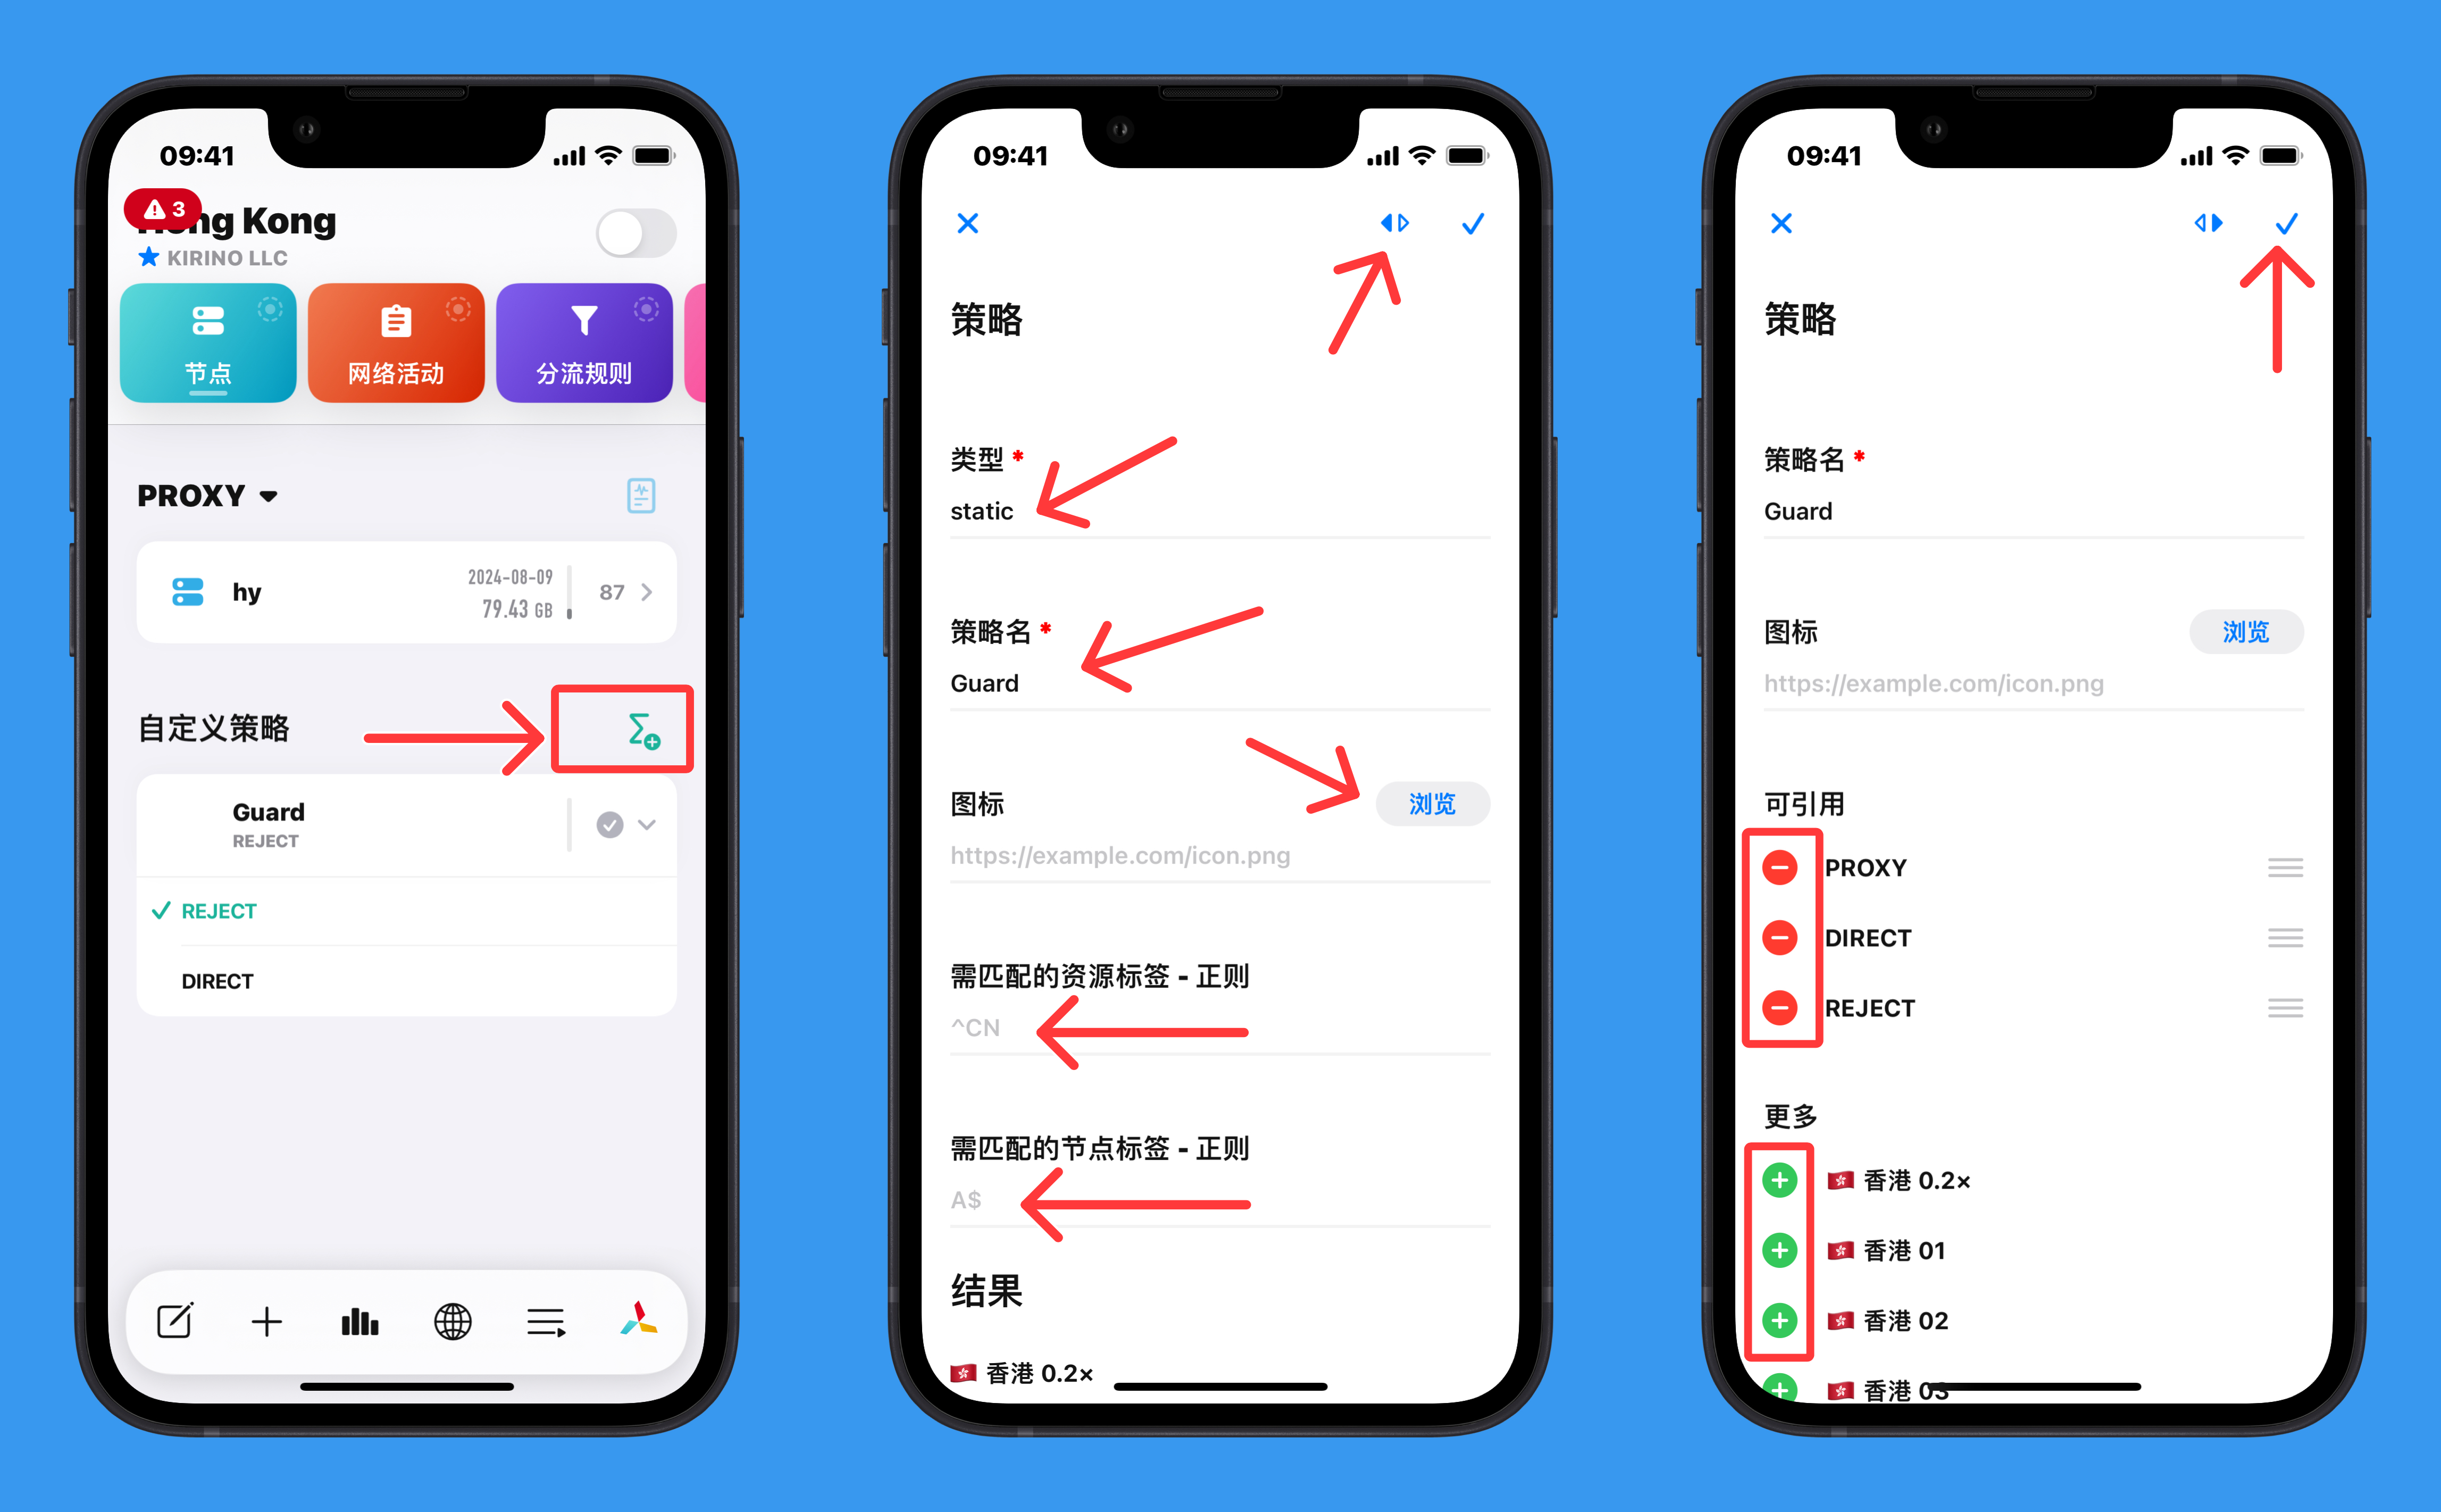 09:41
3
ng Kong
KIRINO LLC
节点
网络活动
分流规则
PROXY
hy
2024-08-09
79.43 GB
87
自定义策略
Guard
REJECT
REJECT
DIRECT
09:41
策略
类型 *
static
策略名 *
Guard
图标
浏览
https://example.com/icon.png
需匹配的资源标签 - 正则
^CN
需匹配的节点标签 - 正则
A$
结果
香港 0.2×
09:41
策略
策略名 *
Guard
图标
浏览
https://example.com/icon.png
可引用
PROXY
DIRECT
REJECT
更多
香港 0.2×
香港 01
香港 02
香港 03